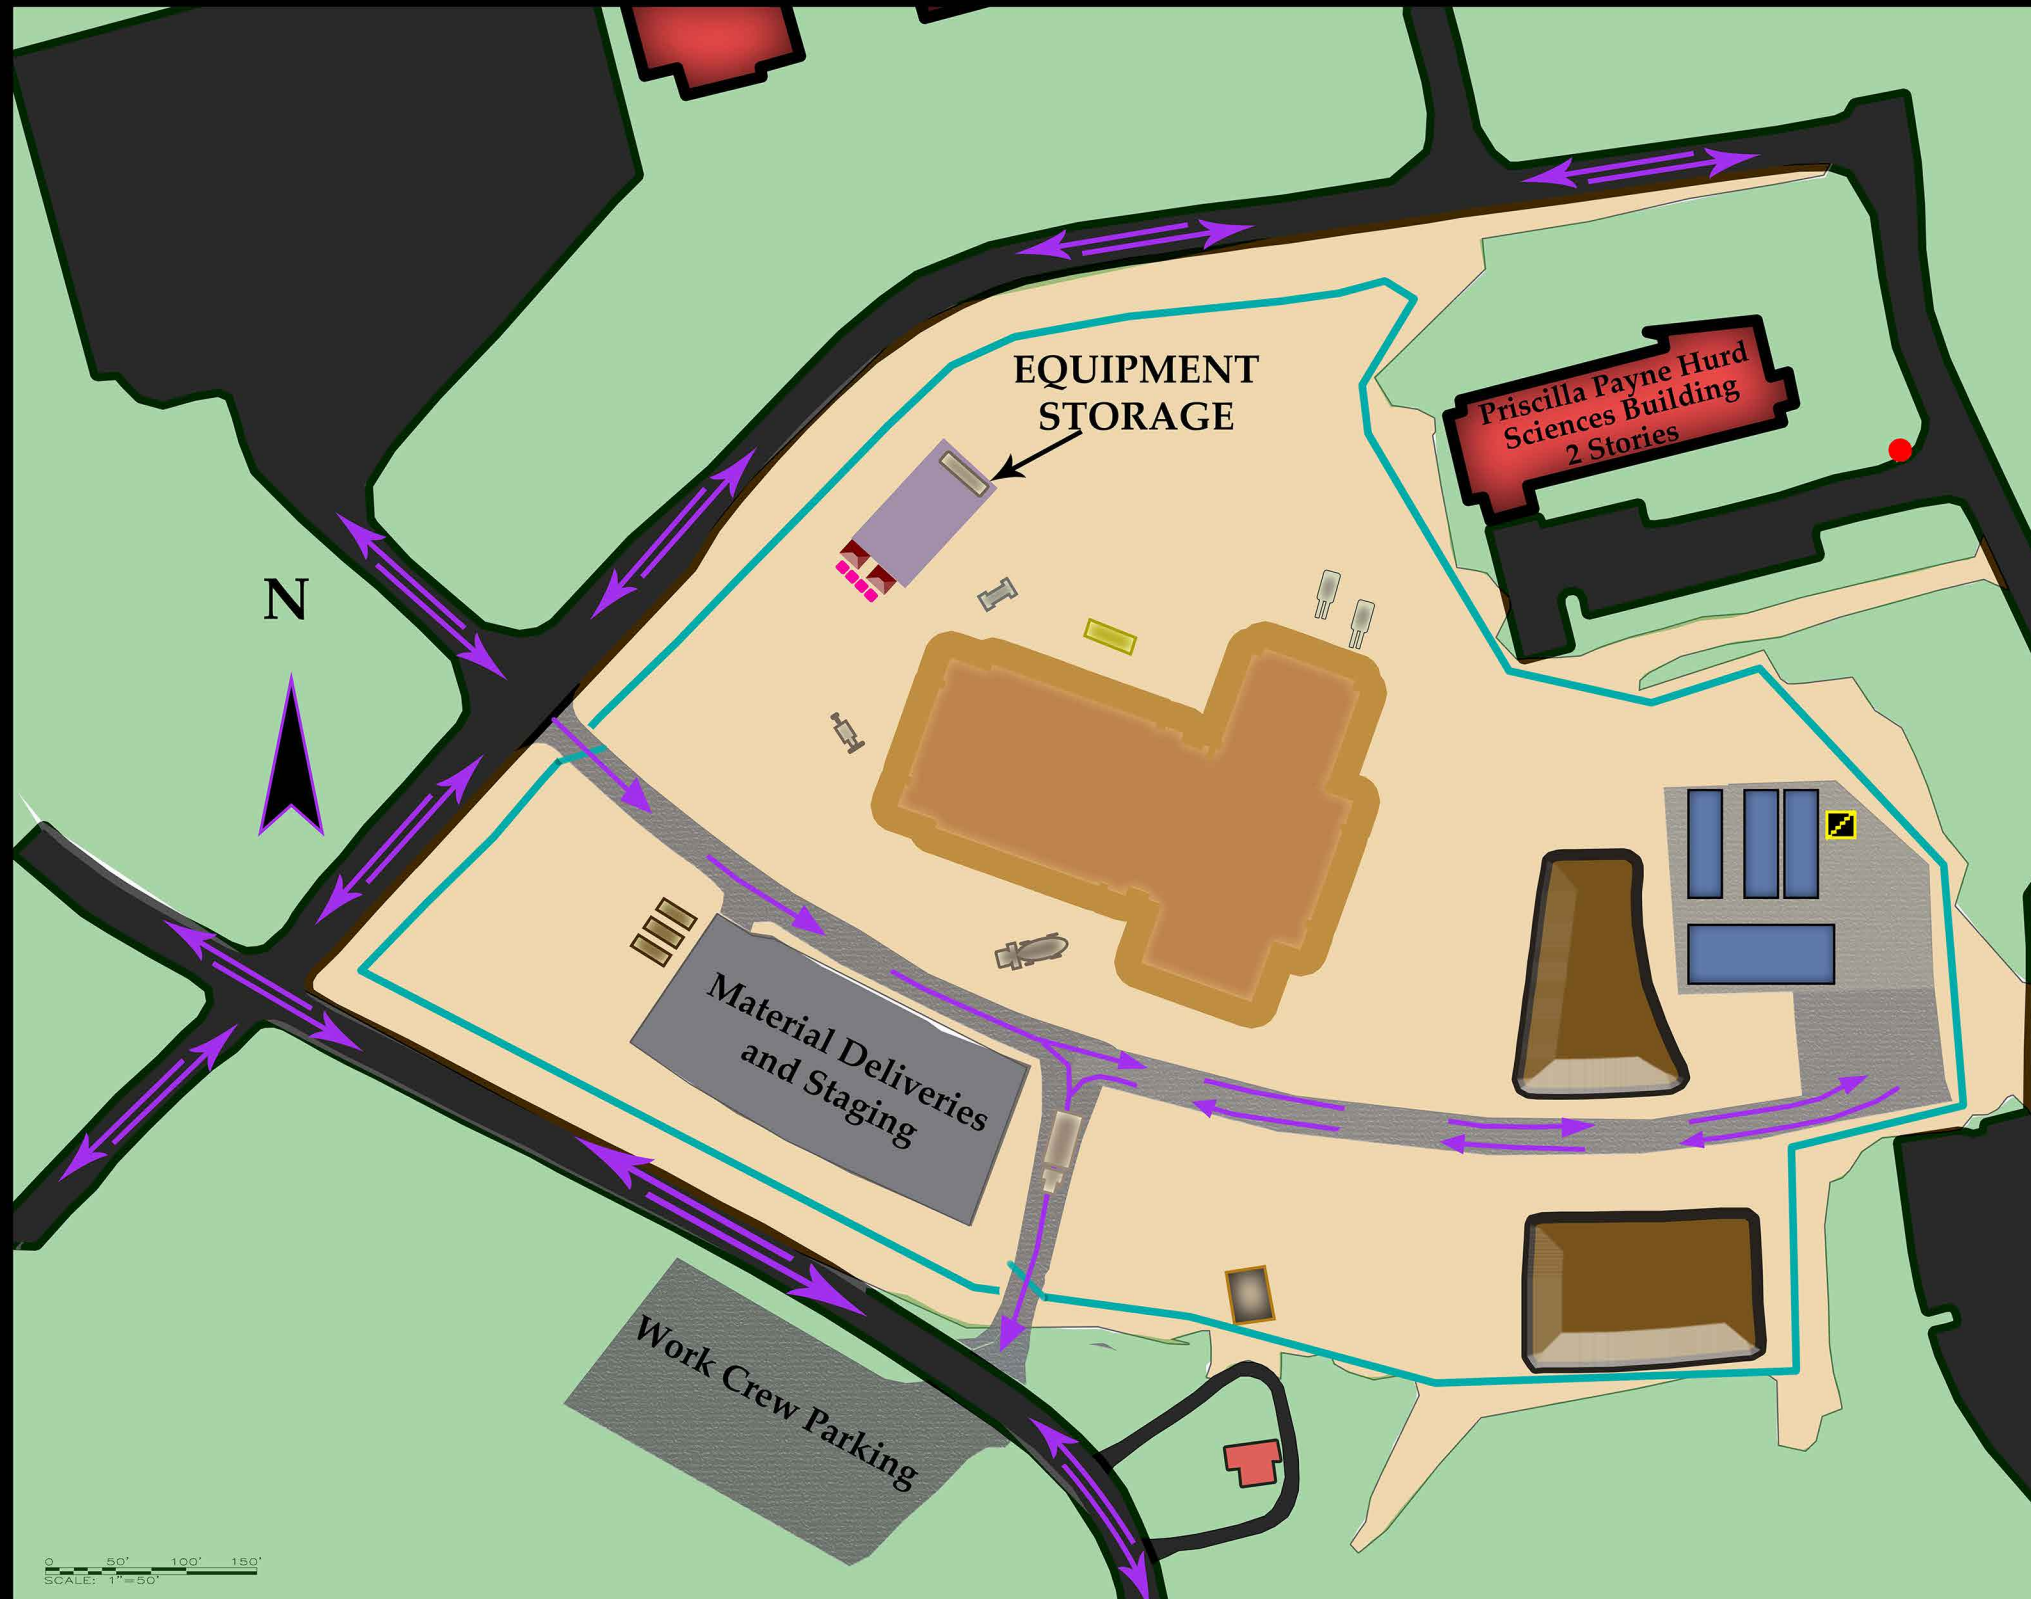 EQUIPMENT
STORAGE
Priscilla Payne Hurd
Sciences Building
2 Stories
N
Material Deliveries
and Staging
Work Crew Parking
0 50' 100' 150'
SCALE: 1"=50'